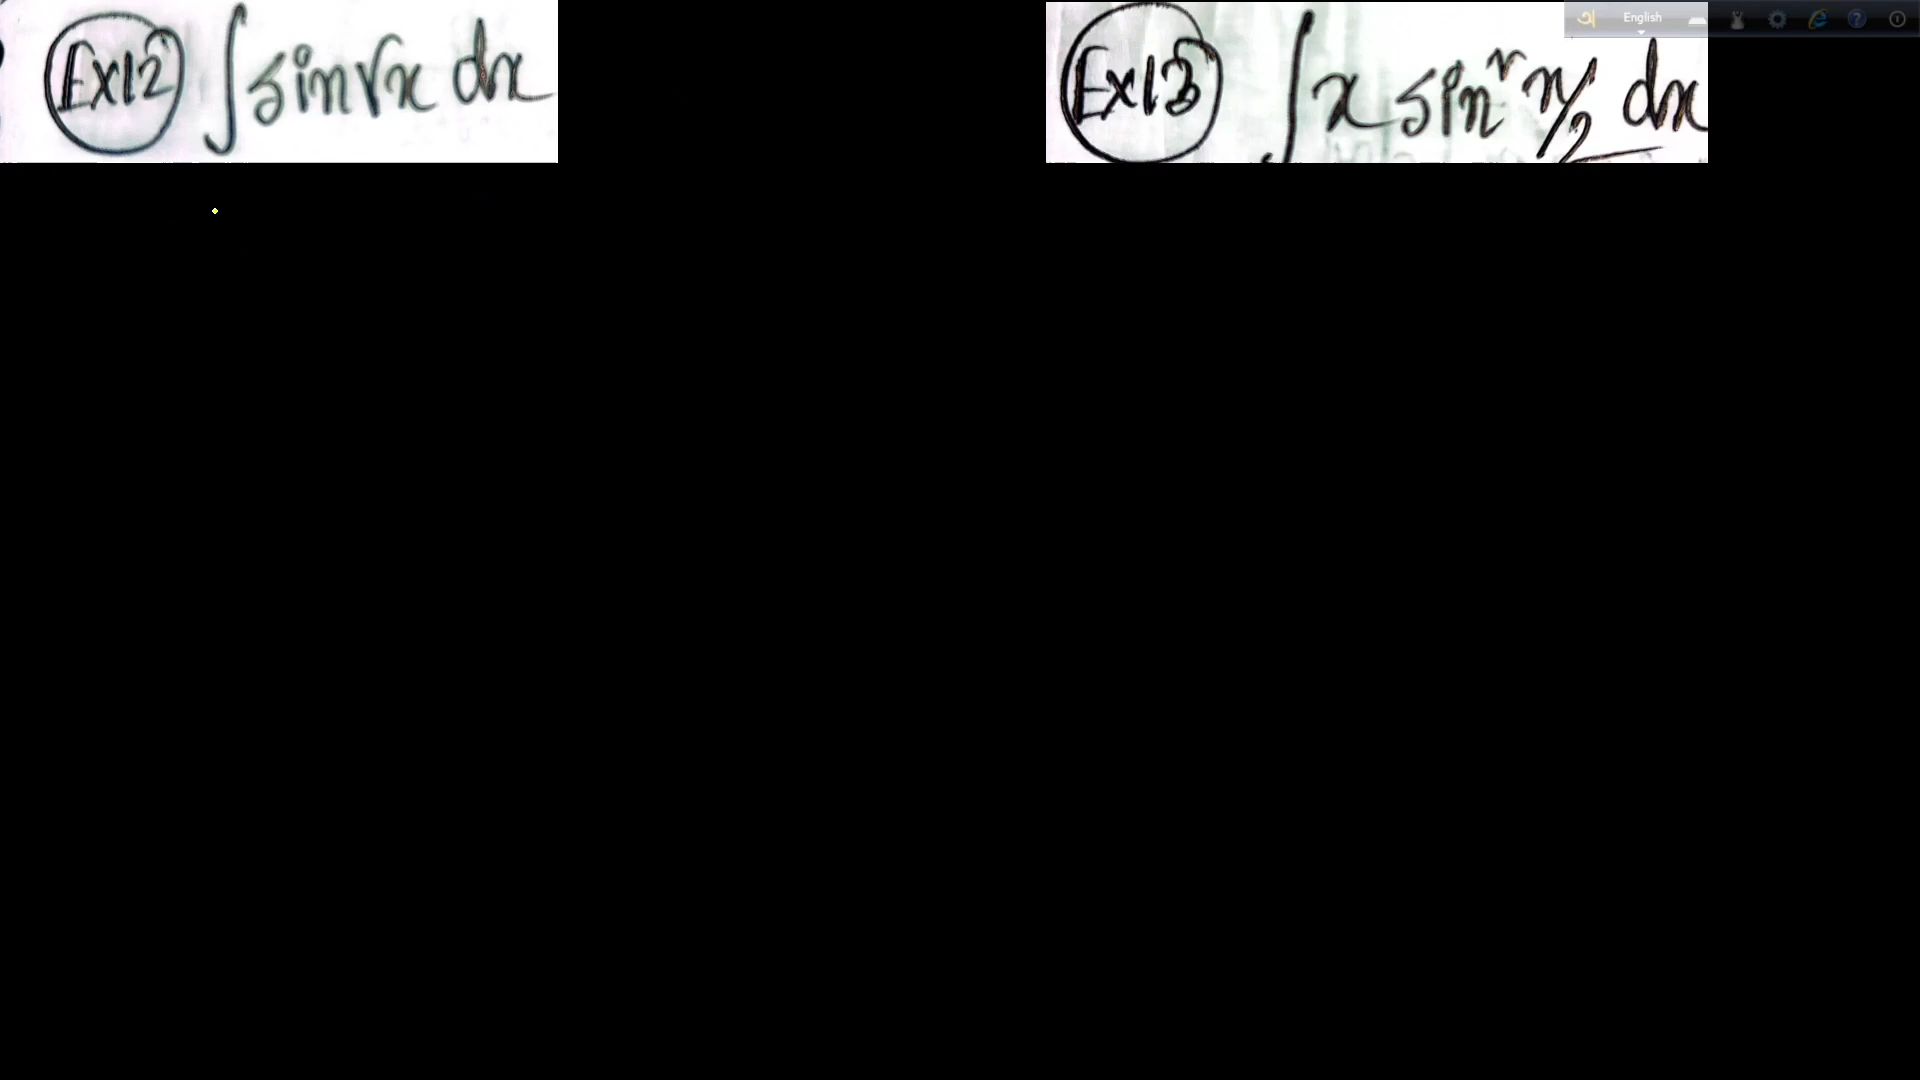 Ex12 ∫ sin√x dx
Ex13 ∫ x sin² x/2 dx
English